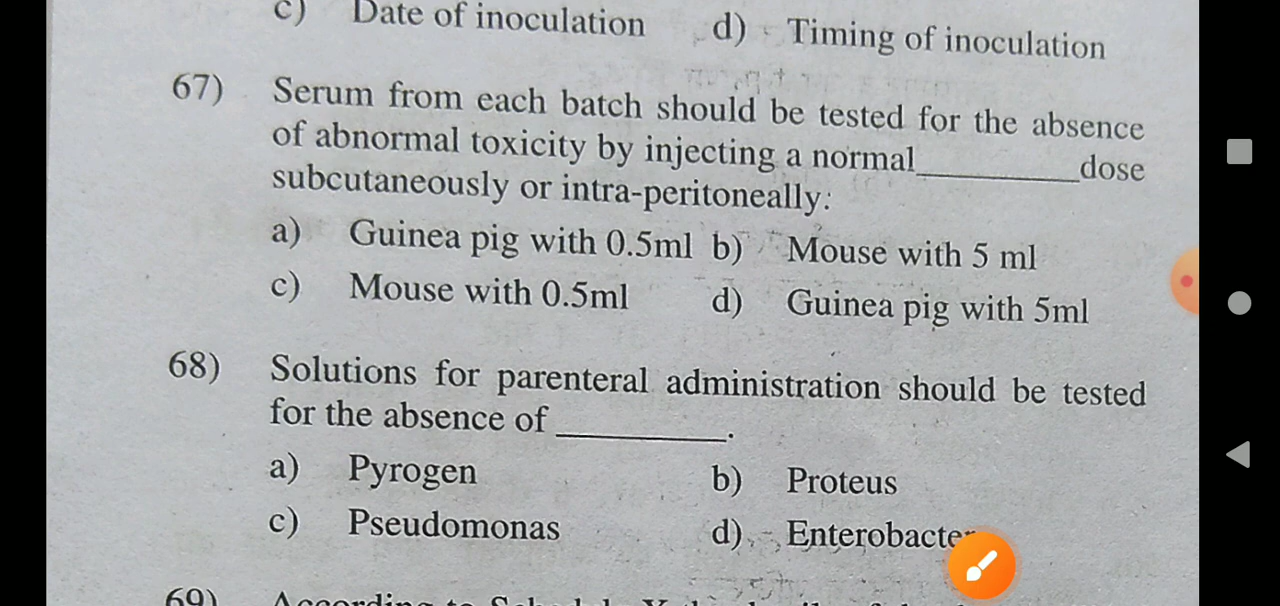 c) Date of inoculation d) Timing of inoculation
67) Serum from each batch should be tested for the absence
of abnormal toxicity by injecting a normal__________dose
subcutaneously or intra-peritoneally:
a) Guinea pig with 0.5ml b) Mouse with 5 ml
c) Mouse with 0.5ml d) Guinea pig with 5ml
68) Solutions for parenteral administration should be tested
for the absence of __________.
a) Pyrogen b) Proteus
c) Pseudomonas d) Enterobacter
69) According to